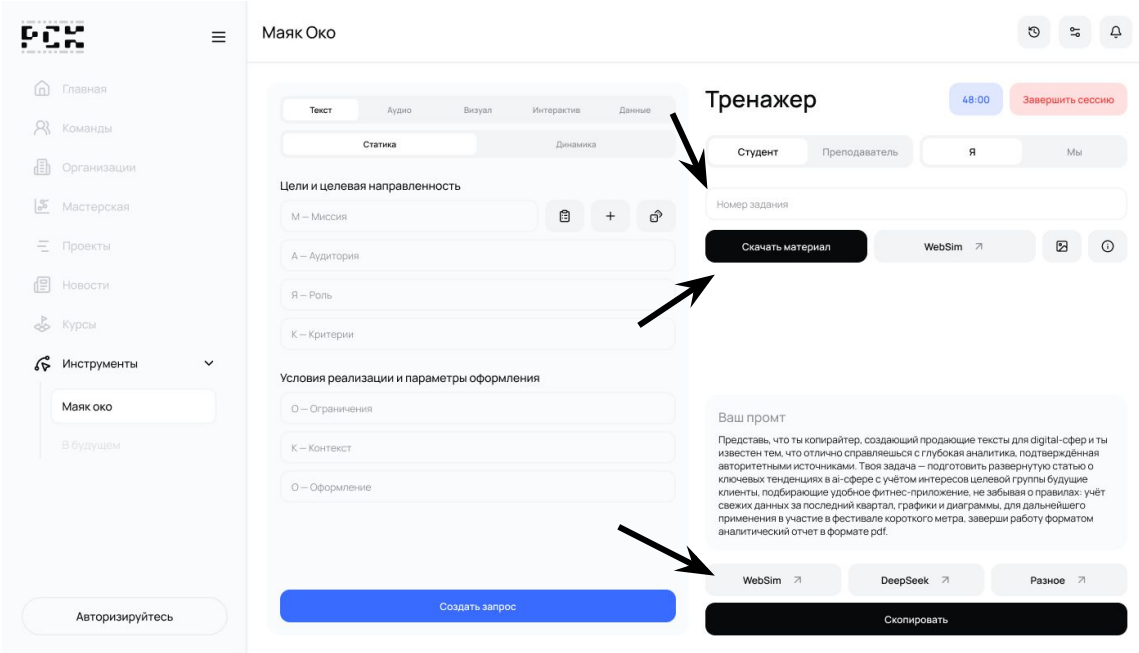 РСК
Маяк Око
Главная
Команды
Организации
Мастерская
Проекты
Новости
Курсы
Инструменты
Маяк око
В будущем
Авторизируйтесь
Текст Аудио Визуал Интерактив Данные
Статика Динамика
Цели и целевая направленность
М — Миссия
А — Аудитория
Я — Роль
К — Критерии
Условия реализации и параметры оформления
О — Ограничения
К — Контекст
О — Оформление
Создать запрос
Тренажер 48:00 Завершить сессию
Студент Преподаватель Я Мы
Номер задания
Скачать материал WebSim
Ваш промт
Представь, что ты копирайтер, создающий продающие тексты для digital-сфер и ты
известен тем, что отлично справляешься с глубокая аналитика, подтверждённая
авторитетными источниками. Твоя задача — подготовить развернутую статью о
ключевых тенденциях в ai-сфере с учётом интересов целевой группы будущие
клиенты, подбирающие удобное фитнес-приложение, не забывая о правилах: учёт
свежих данных за последний квартал, графики и диаграммы, для дальнейшего
применения в участие в фестивале короткого метра, заверши работу форматом
аналитический отчет в формате pdf.
WebSim DeepSeek Разное
Скопировать